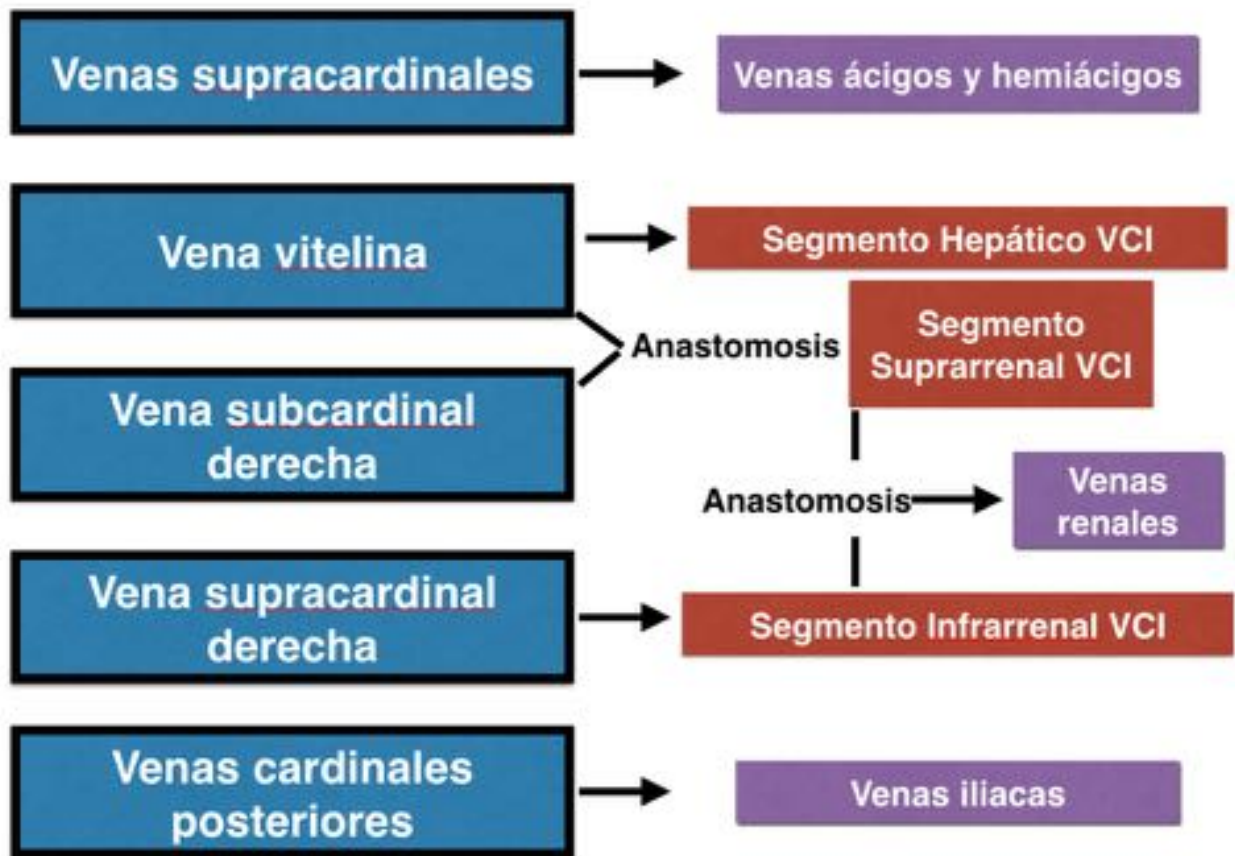 Venas supracardinales
Venas ácigos y hemiácigos
Vena vitelina
Segmento Hepático VCI
Anastomosis
Segmento
Suprarrenal VCI
Vena subcardinal
derecha
Anastomosis
Venas
renales
Vena supracardinal
derecha
Segmento Infrarrenal VCI
Venas cardinales
posteriores
Venas iliacas